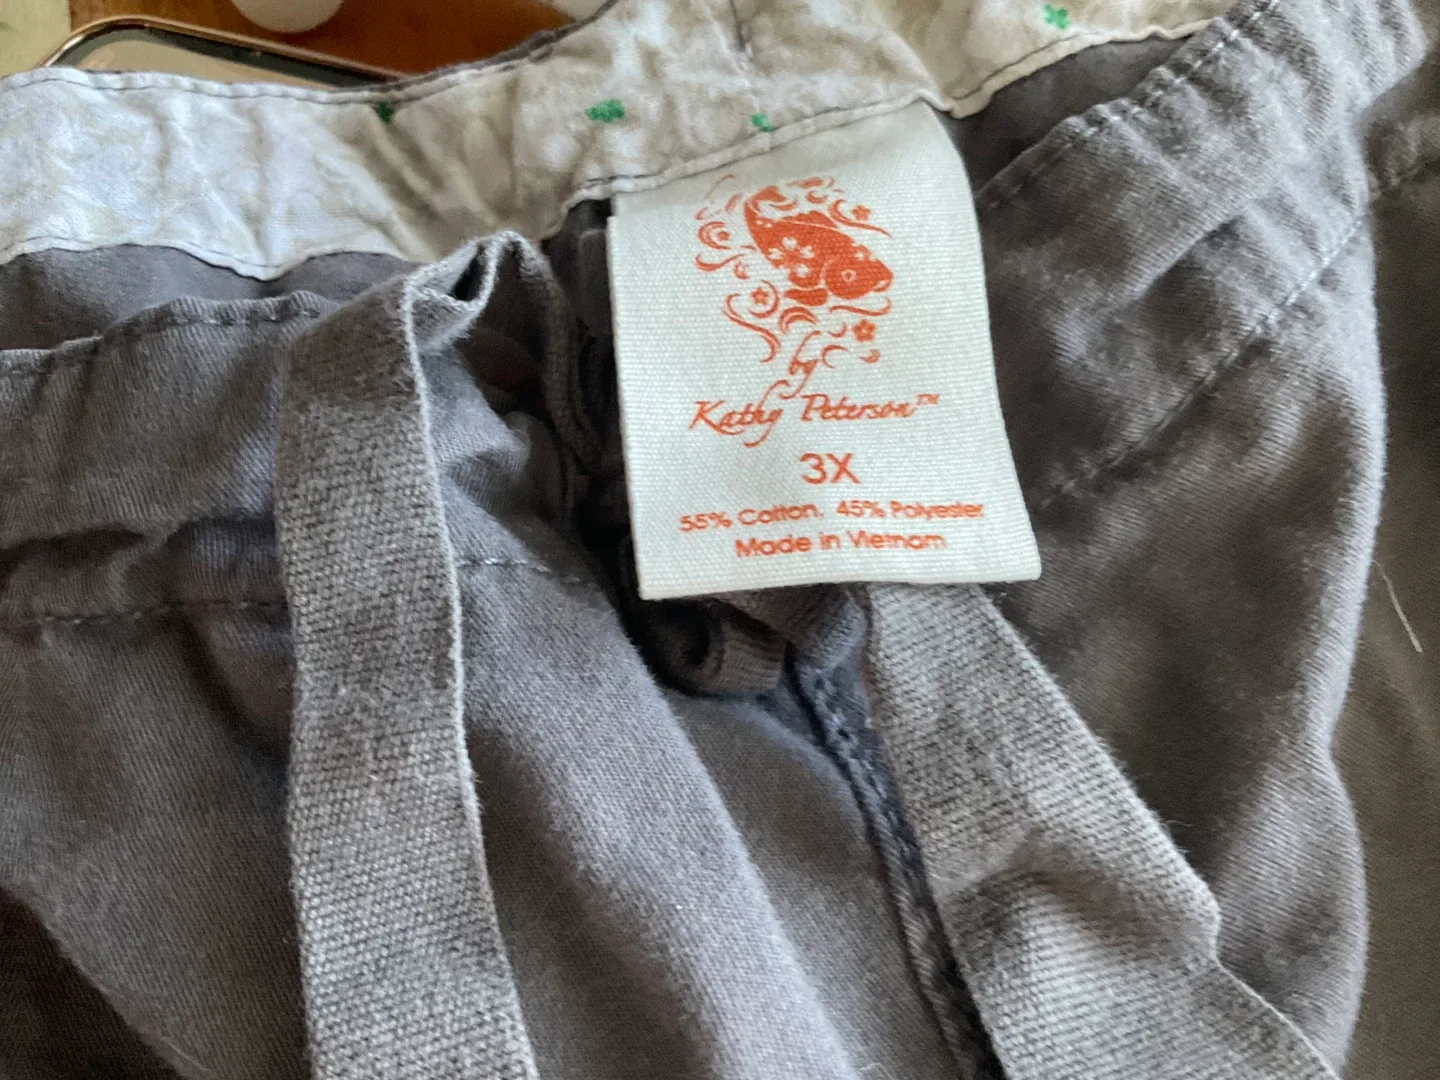 by
Kathy Peterson™
3X
55% Cotton, 45% Polyester
Made in Vietnam